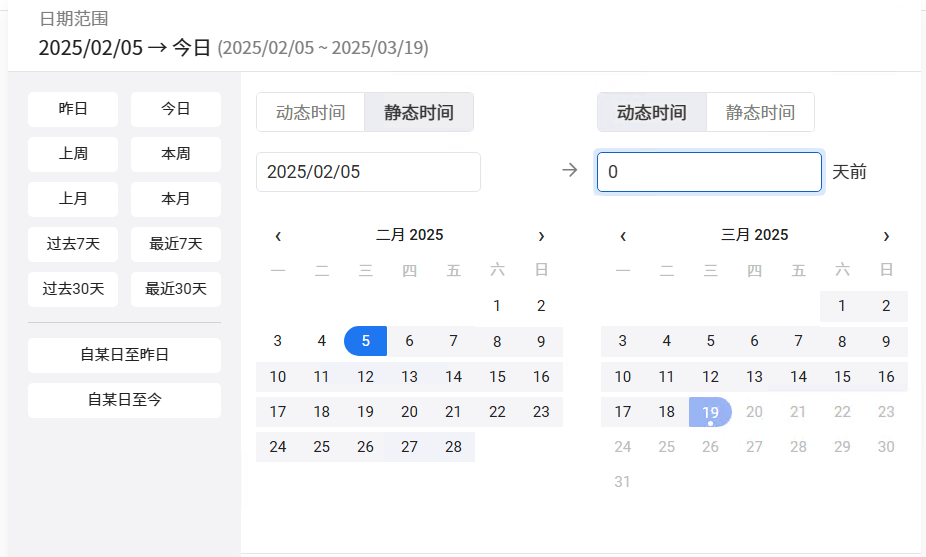 日期范围
2025/02/05 → 今日 (2025/02/05 ~ 2025/03/19)
昨日 今日
上周 本周
上月 本月
过去7天 最近7天
过去30天 最近30天
自某日至昨日
自某日至今
动态时间 静态时间
2025/02/05
→
动态时间 静态时间
0 天前
‹ 二月 2025 ›
一 二 三 四 五 六 日
1 2
3 4 5 6 7 8 9
10 11 12 13 14 15 16
17 18 19 20 21 22 23
24 25 26 27 28
‹ 三月 2025 ›
一 二 三 四 五 六 日
1 2
3 4 5 6 7 8 9
10 11 12 13 14 15 16
17 18 19 20 21 22 23
24 25 26 27 28 29 30
31